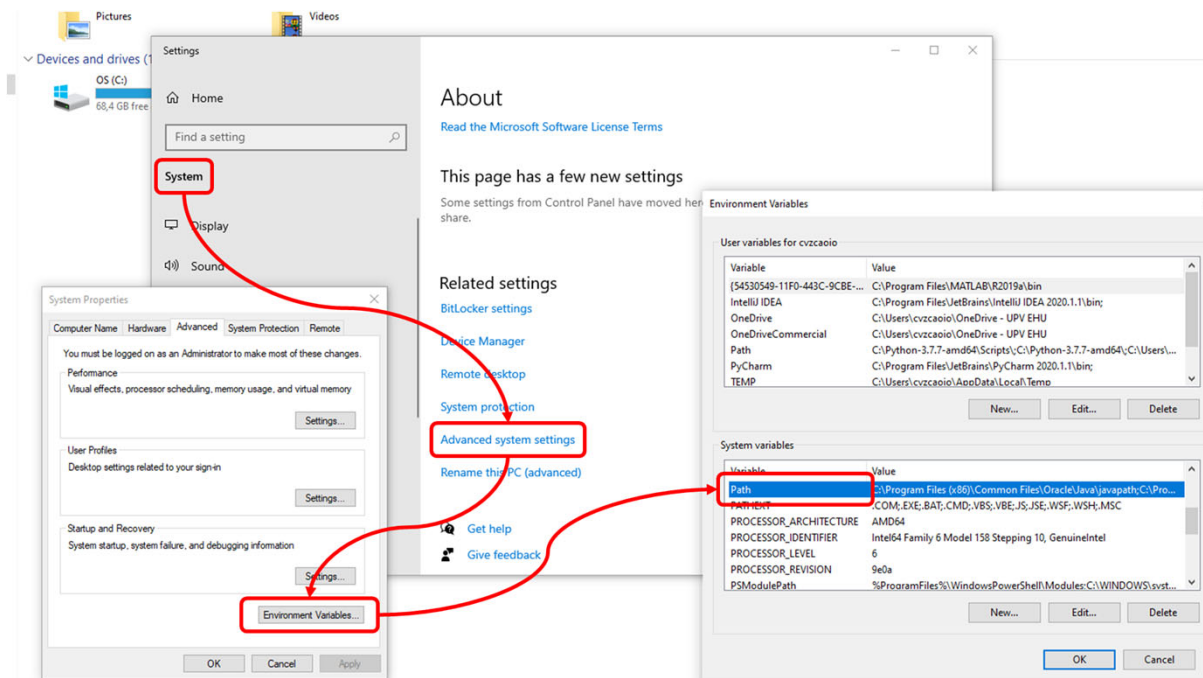 Pictures
Videos
Devices and drives (1
OS (C:)
68,4 GB free
Settings
Home
Find a setting
System
Display
Sound
About
Read the Microsoft Software License Terms
This page has a few new settings
Some settings from Control Panel have moved her
share.
Related settings
BitLocker settings
Device Manager
Remote desktop
System protection
Advanced system settings
Rename this PC (advanced)
Get help
Give feedback
System Properties
Computer Name Hardware Advanced System Protection Remote
You must be logged on as an Administrator to make most of these changes.
Performance
Visual effects, processor scheduling, memory usage, and virtual memory
Settings...
User Profiles
Desktop settings related to your sign-in
Settings...
Startup and Recovery
System startup, system failure, and debugging information
Settings...
Environment Variables...
OK Cancel Apply
Environment Variables
User variables for cvzcaoio
Variable Value
{54530549-11F0-443C-9CBE-... C:\Program Files\MATLAB\R2019a\bin
IntelliJ IDEA C:\Program Files\JetBrains\IntelliJ IDEA 2020.1.1\bin;
OneDrive C:\Users\cvzcaoio\OneDrive - UPV EHU
OneDriveCommercial C:\Users\cvzcaoio\OneDrive - UPV EHU
Path C:\Python-3.7.7-amd64\Scripts\;C:\Python-3.7.7-amd64\;C:\Users\...
PyCharm C:\Program Files\JetBrains\PyCharm 2020.1.1\bin;
TEMP C:\Users\cvzcaoio\AppData\Local\Temp
New... Edit... Delete
System variables
Variable Value
Path C:\Program Files (x86)\Common Files\Oracle\Java\javapath;C:\Pro...
PATHEXT .COM;.EXE;.BAT;.CMD;.VBS;.VBE;.JS;.JSE;.WSF;.WSH;.MSC
PROCESSOR_ARCHITECTURE AMD64
PROCESSOR_IDENTIFIER Intel64 Family 6 Model 158 Stepping 10, GenuineIntel
PROCESSOR_LEVEL 6
PROCESSOR_REVISION 9e0a
PSModulePath %ProgramFiles%\WindowsPowerShell\Modules;C:\WINDOWS\syst...
New... Edit... Delete
OK Cancel